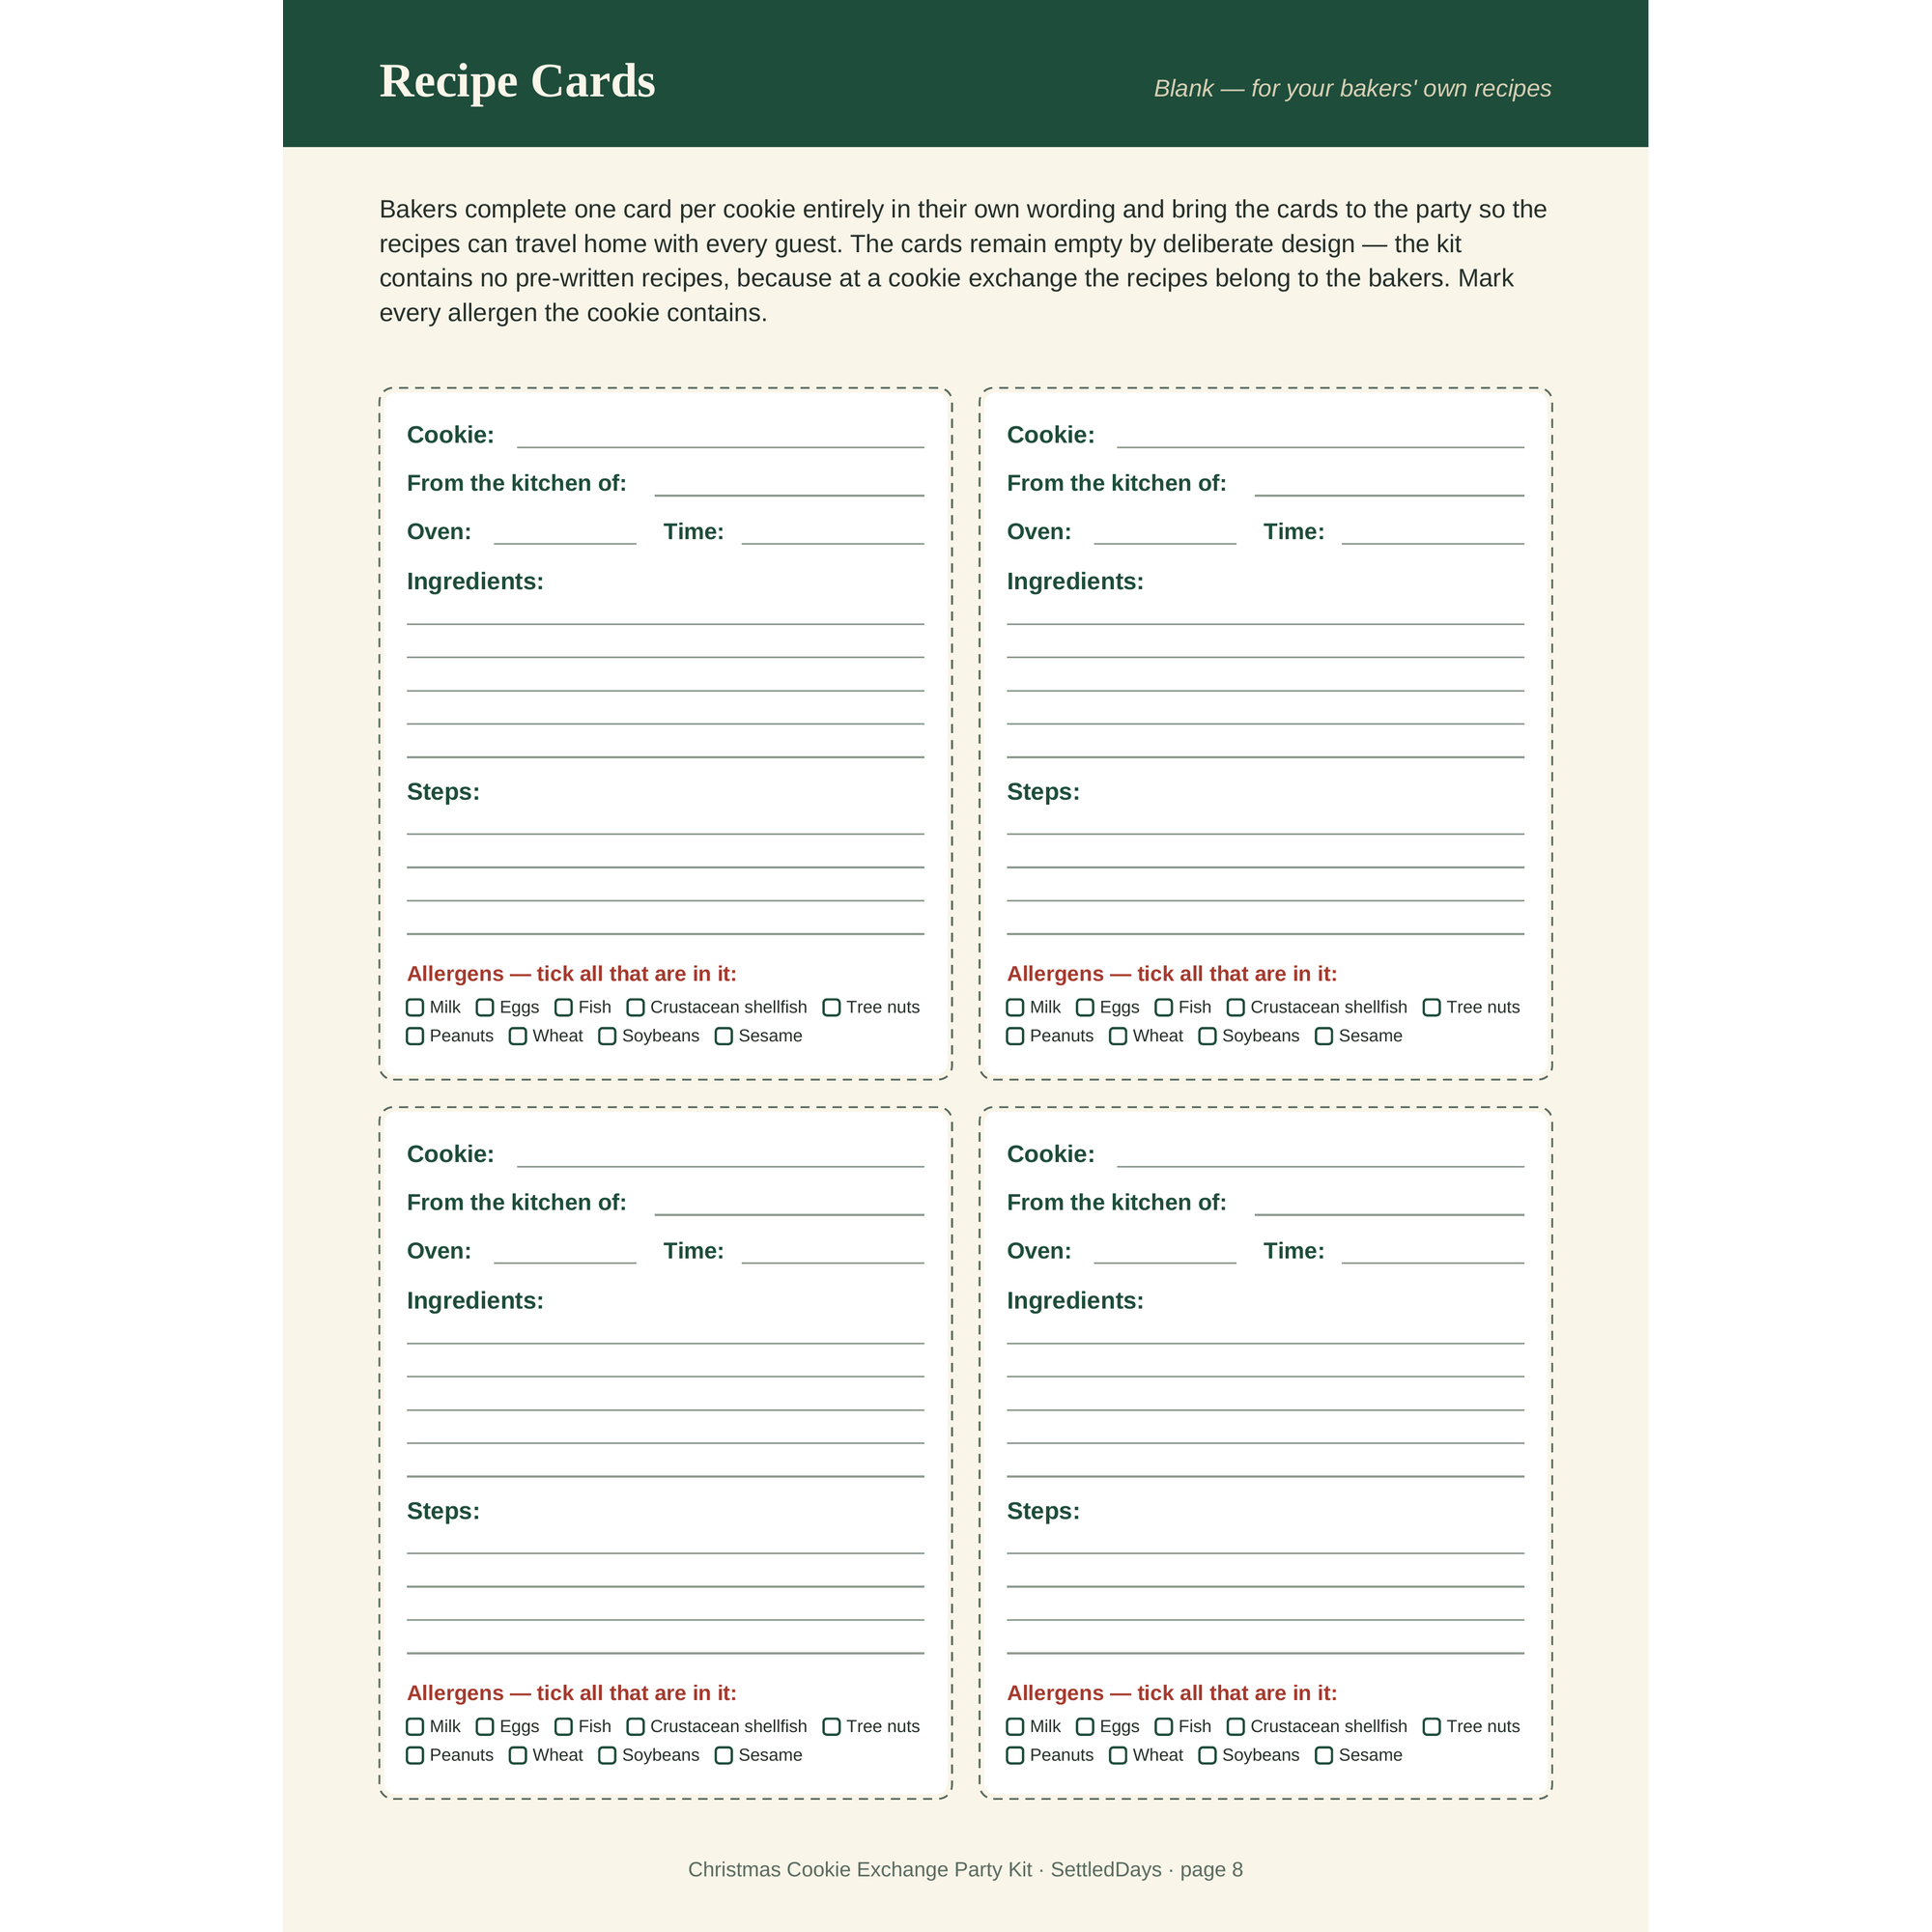 Recipe Cards
Blank — for your bakers' own recipes
Bakers complete one card per cookie entirely in their own wording and bring the cards to the party so the
recipes can travel home with every guest. The cards remain empty by deliberate design — the kit
contains no pre-written recipes, because at a cookie exchange the recipes belong to the bakers. Mark
every allergen the cookie contains.
Cookie:
From the kitchen of:
Oven: Time:
Ingredients:
Steps:
Allergens — tick all that are in it:
Milk Eggs Fish Crustacean shellfish Tree nuts
Peanuts Wheat Soybeans Sesame
Cookie:
From the kitchen of:
Oven: Time:
Ingredients:
Steps:
Allergens — tick all that are in it:
Milk Eggs Fish Crustacean shellfish Tree nuts
Peanuts Wheat Soybeans Sesame
Cookie:
From the kitchen of:
Oven: Time:
Ingredients:
Steps:
Allergens — tick all that are in it:
Milk Eggs Fish Crustacean shellfish Tree nuts
Peanuts Wheat Soybeans Sesame
Cookie:
From the kitchen of:
Oven: Time:
Ingredients:
Steps:
Allergens — tick all that are in it:
Milk Eggs Fish Crustacean shellfish Tree nuts
Peanuts Wheat Soybeans Sesame
Christmas Cookie Exchange Party Kit · SettledDays · page 8